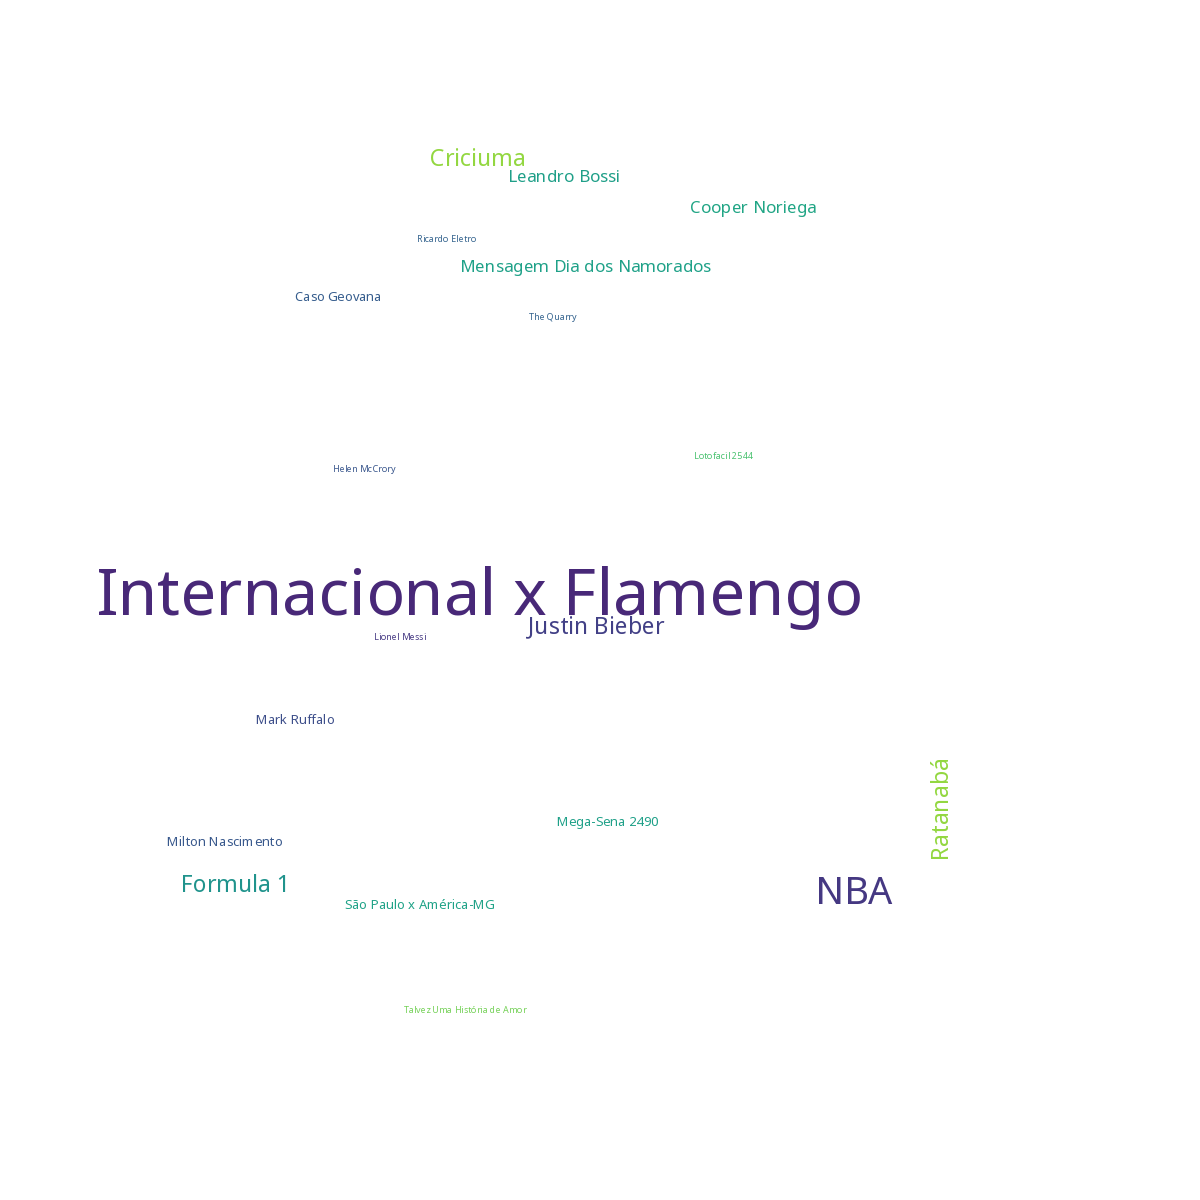 Criciuma
Leandro Bossi
Cooper Noriega
Ricardo Eletro
Mensagem Dia dos Namorados
Caso Geovana
The Quarry
Lotofacil 2544
Helen McCrory
Internacional x Flamengo
Justin Bieber
Lionel Messi
Mark Ruffalo
Ratanabá
Mega-Sena 2490
Milton Nascimento
Formula 1
NBA
São Paulo x América-MG
Talvez Uma História de Amor